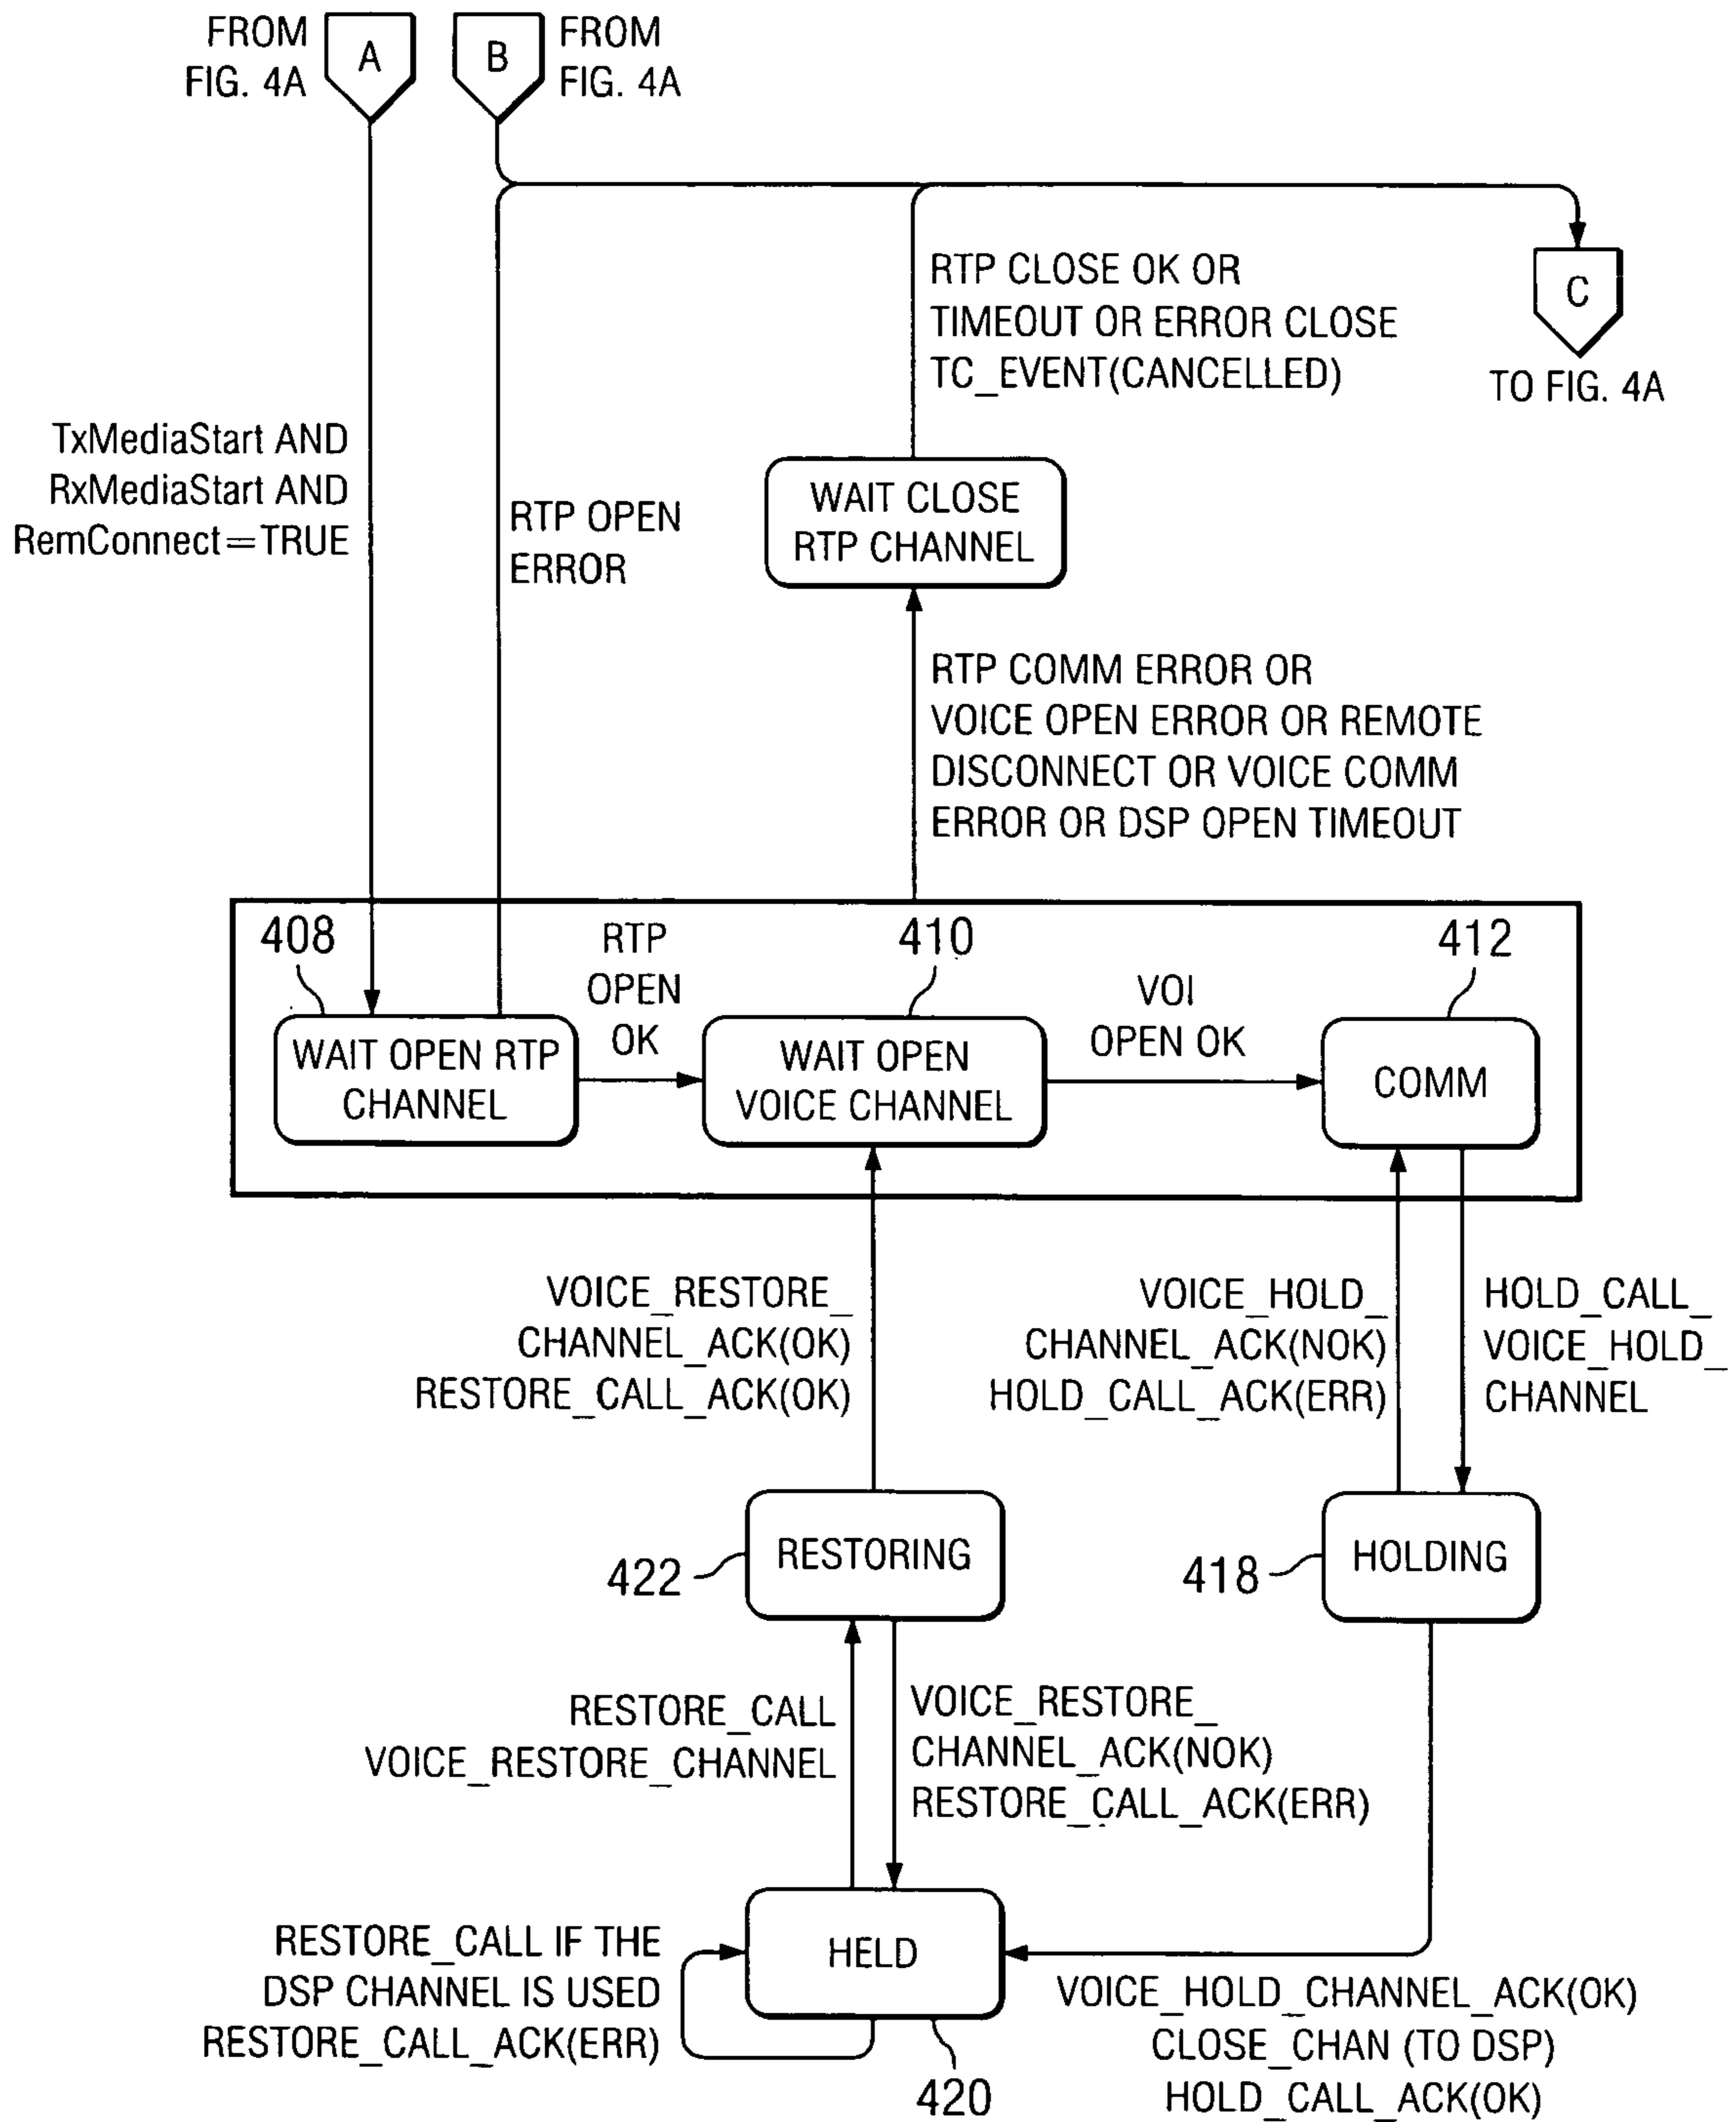 FROM
FIG. 4A
A
B
FROM
FIG. 4A
RTP CLOSE OK OR
TIMEOUT OR ERROR CLOSE
TC_EVENT(CANCELLED)
C
TO FIG. 4A
TxMediaStart AND
RxMediaStart AND
RemConnect=TRUE
RTP OPEN
ERROR
WAIT CLOSE
RTP CHANNEL
RTP COMM ERROR OR
VOICE OPEN ERROR OR REMOTE
DISCONNECT OR VOICE COMM
ERROR OR DSP OPEN TIMEOUT
408
RTP
OPEN
OK
410
VOI
OPEN OK
412
WAIT OPEN RTP
CHANNEL
WAIT OPEN
VOICE CHANNEL
COMM
VOICE_RESTORE_
CHANNEL_ACK(OK)
RESTORE_CALL_ACK(OK)
VOICE_HOLD_
CHANNEL_ACK(NOK)
HOLD_CALL_ACK(ERR)
HOLD_CALL_
VOICE_HOLD_
CHANNEL
RESTORING
422
HOLDING
418
RESTORE_CALL
VOICE_RESTORE_CHANNEL
VOICE_RESTORE_
CHANNEL_ACK(NOK)
RESTORE_CALL_ACK(ERR)
RESTORE_CALL IF THE
DSP CHANNEL IS USED
RESTORE_CALL_ACK(ERR)
HELD
420
VOICE_HOLD_CHANNEL_ACK(OK)
CLOSE_CHAN (TO DSP)
HOLD_CALL_ACK(OK)